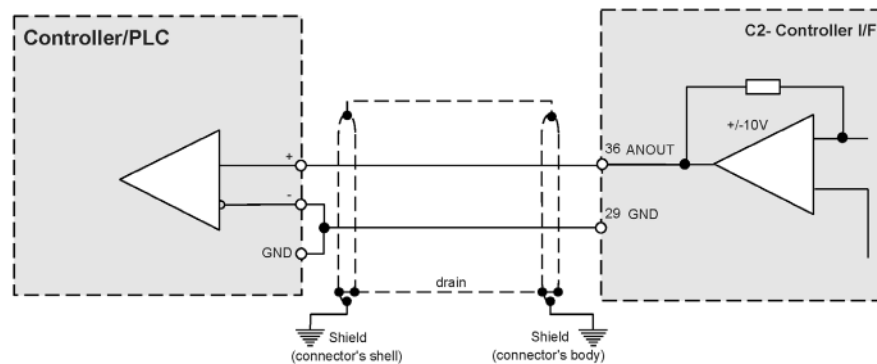 Controller/PLC
C2- Controller I/F
+/-10V
+
36 ANOUT
-
29 GND
GND
drain
Shield
(connector's shell)
Shield
(connector's body)